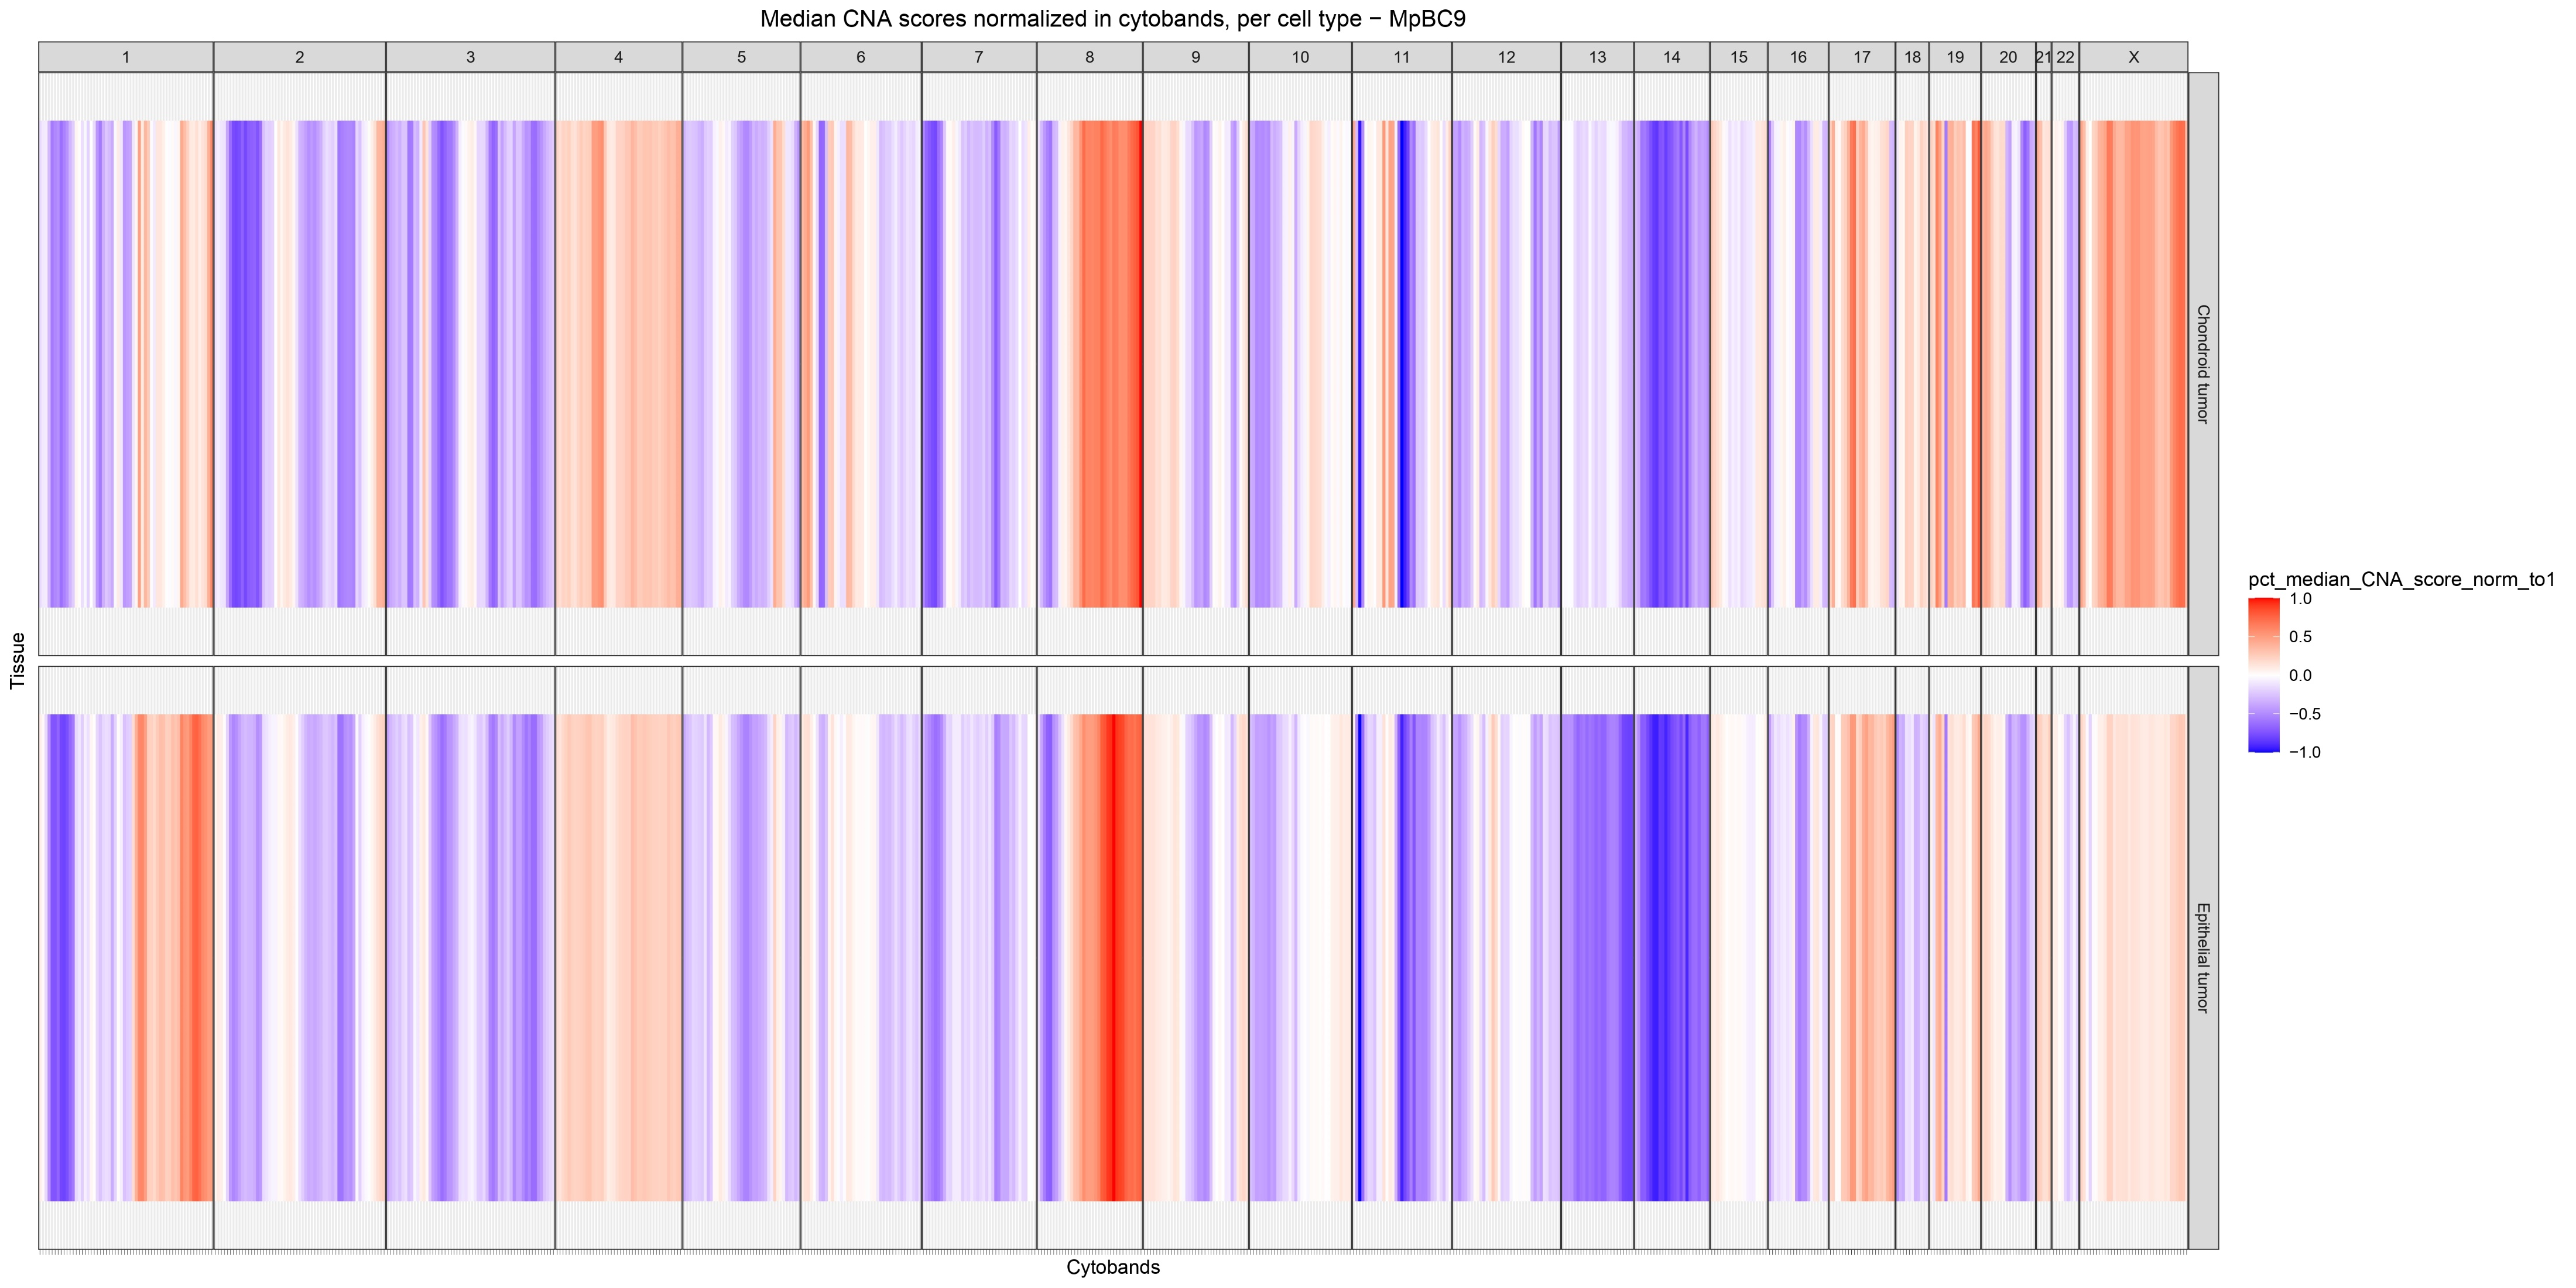 Median CNA scores normalized in cytobands, per cell type − MpBC9
1 2 3 4 5 6 7 8 9 10 11 12 13 14 15 16 17 18 19 20 21 22 X
Chondroid tumor
Tissue
Epithelial tumor
Cytobands
pct_median_CNA_score_norm_to1
1.0
0.5
0.0
−0.5
−1.0